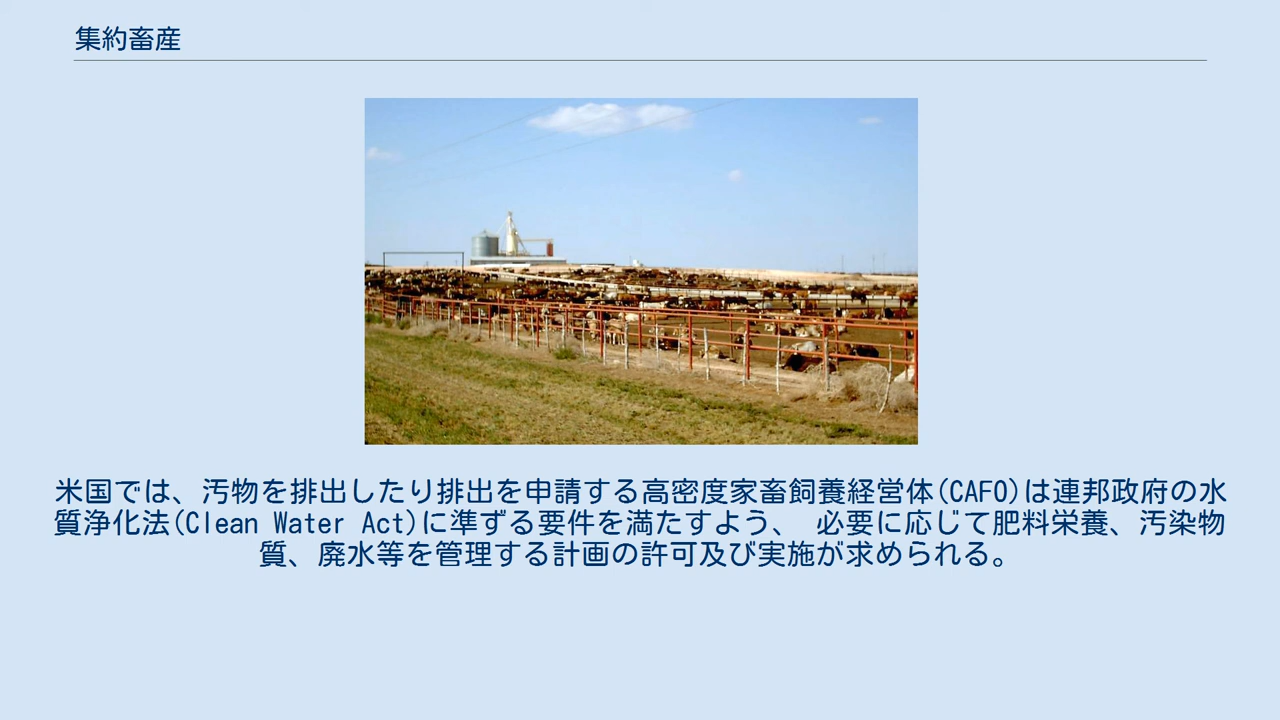 集約畜産
米国では、汚物を排出したり排出を申請する高密度家畜飼養経営体(CAFO)は連邦政府の水
質浄化法(Clean Water Act)に準ずる要件を満たすよう、 必要に応じて肥料栄養、汚染物
質、廃水等を管理する計画の許可及び実施が求められる。